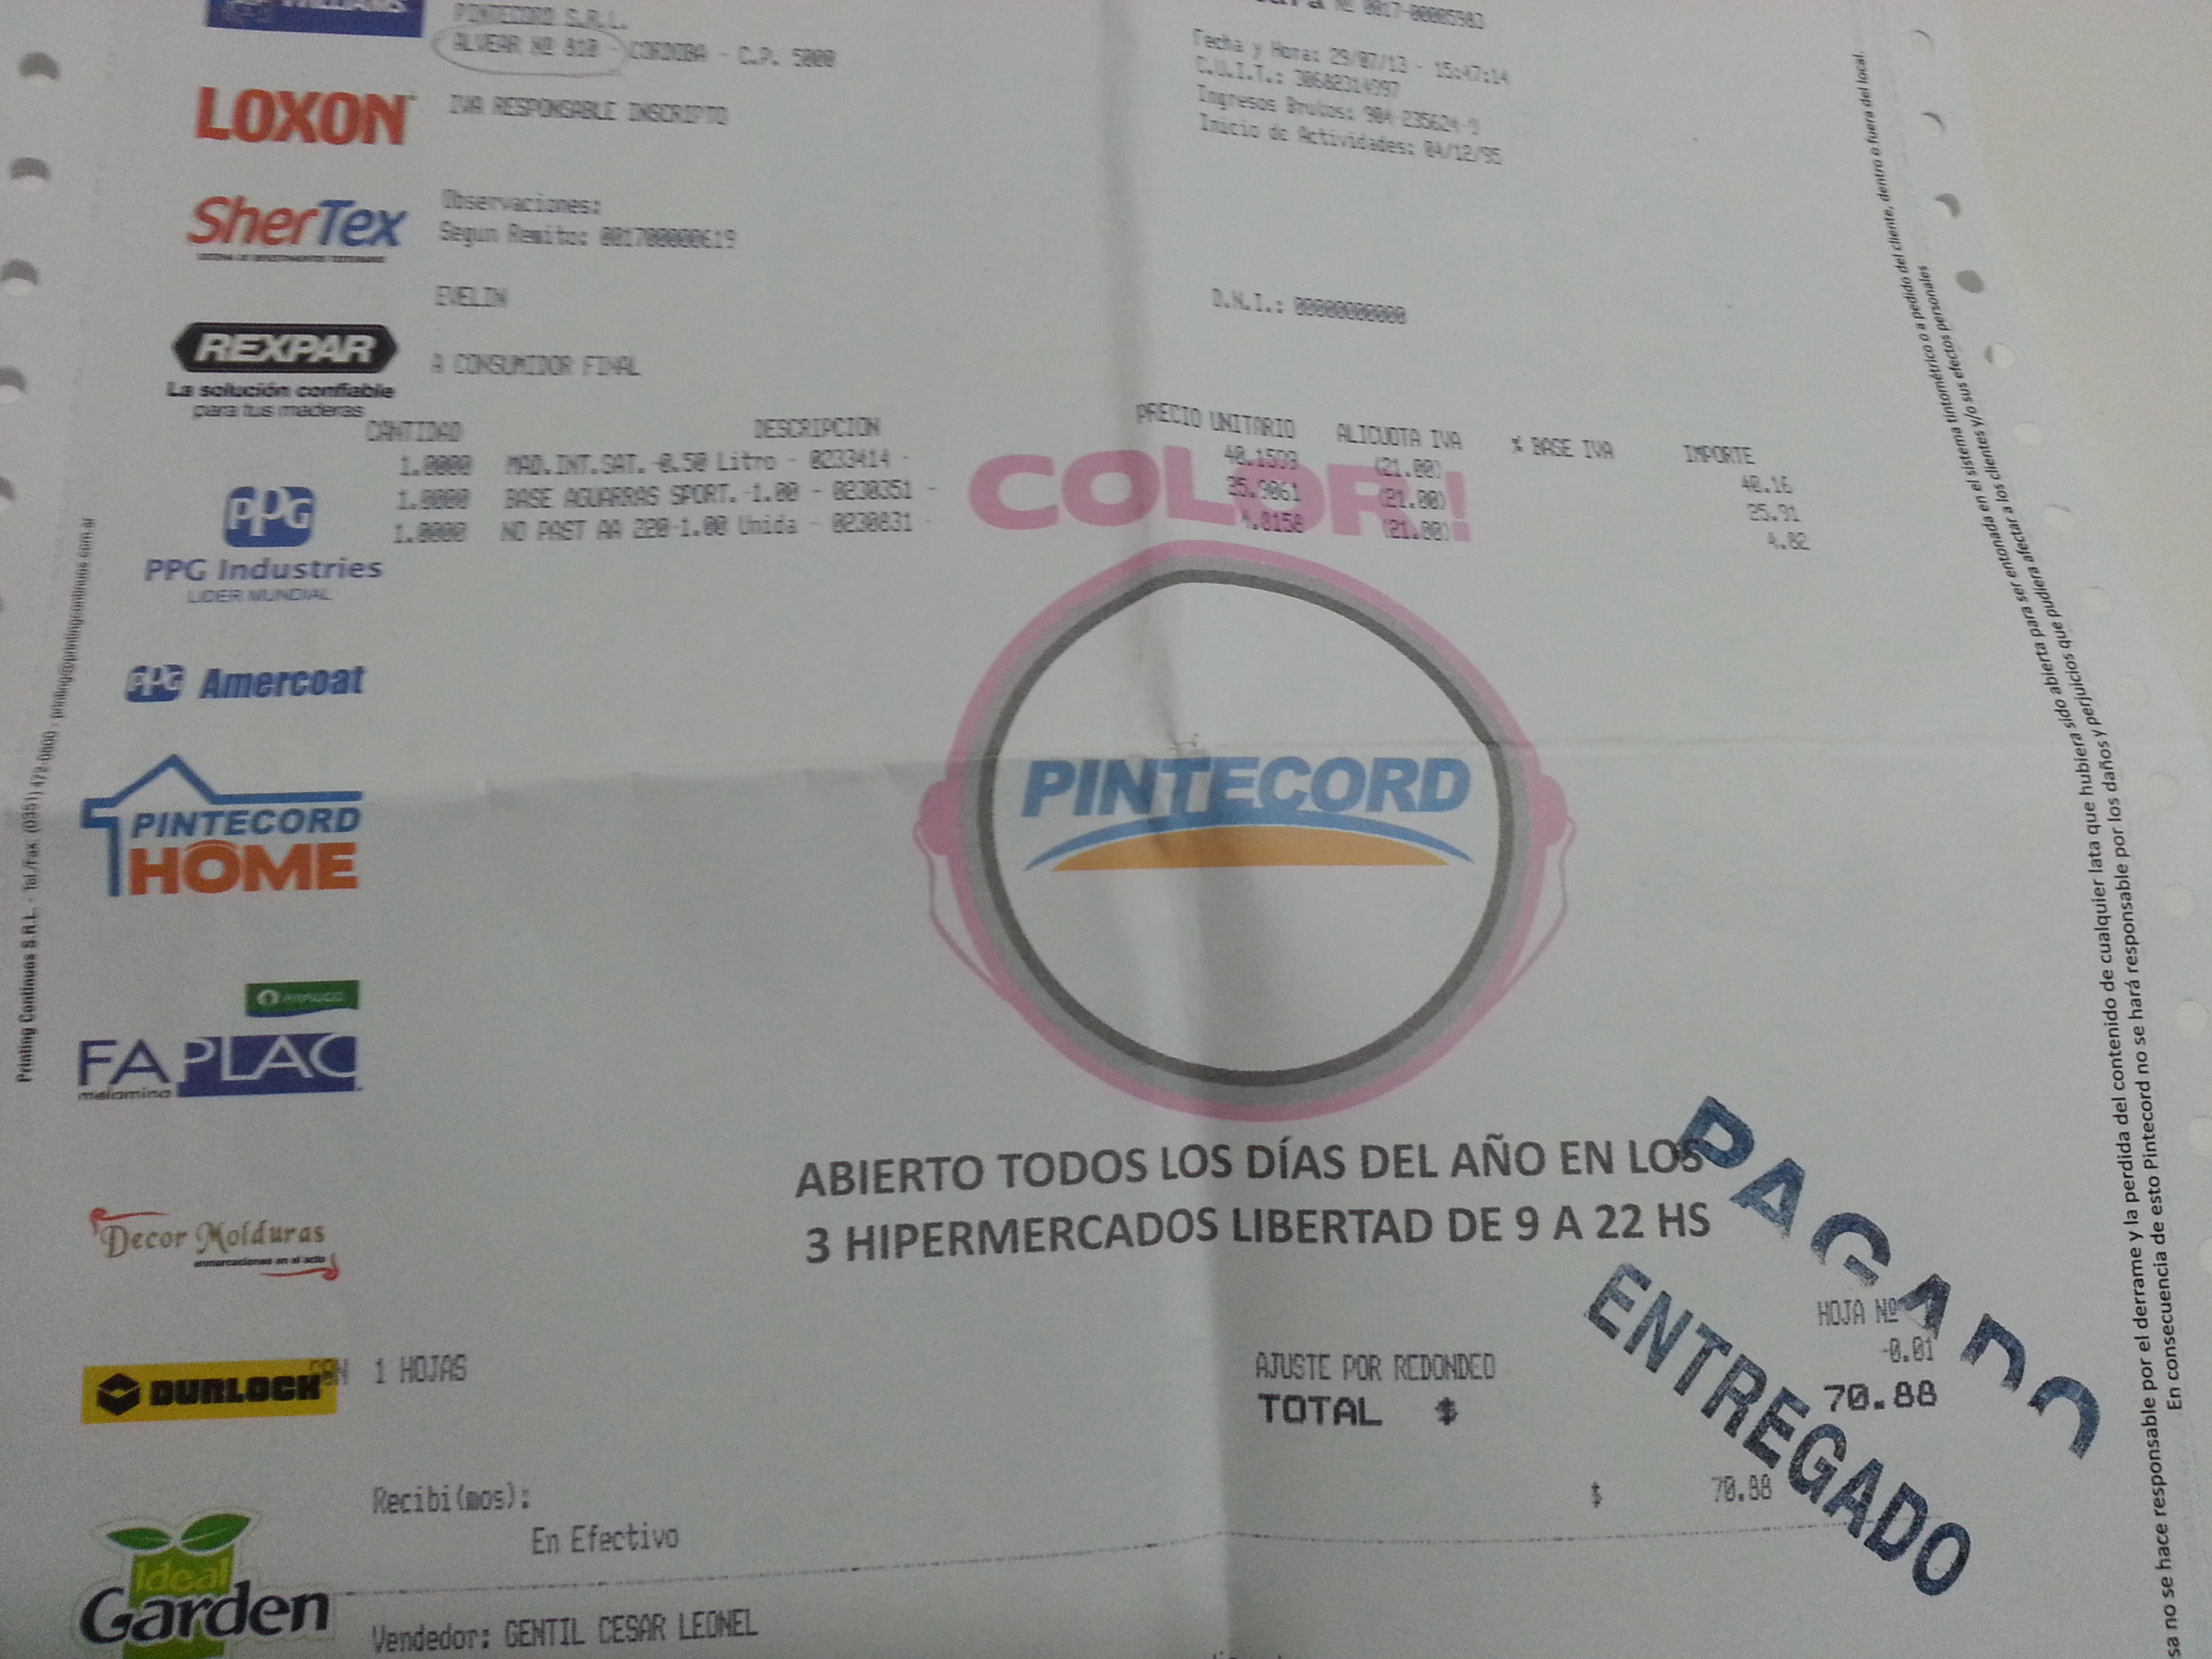 WILLIAMS
PINTECORD S.R.L.
ALVEAR Nº 810 - CORDOBA - C.P. 5000
Nº 0017-00005983
Fecha y Hora: 29/07/13 - 15:47:14
C.U.I.T.: 30682314997
Ingresos Brutos: 904-235624-9
Inicio de Actividades: 04/12/95
LOXON
IVA RESPONSABLE INSCRIPTO
SherTex
Observaciones:
Segun Remito: 001700000619
EVELIN
D.N.I.: 00000000000
REXPAR
La solución confiable
para tus maderas
A CONSUMIDOR FINAL
CANTIDAD DESCRIPCION PRECIO UNITARIO ALICUOTA IVA % BASE IVA IMPORTE
1.0000 MAD.INT.SAT.-0.50 Litro - 0233414 - 40.1599 (21.00) 40.16
1.0000 BASE AGUARRAS SPORT.-1.00 - 0230351 - 25.9061 (21.00) 25.91
1.0000 NO PAST AA 220-1.00 Unida - 0230831 - 4.8158 (21.00) 4.82
COLOR!
PPG
PPG Industries
LIDER MUNDIAL
PPG Amercoat
PINTECORD
HOME
PINTECORD
ARAUCO
FAPLAC
melamina
ABIERTO TODOS LOS DÍAS DEL AÑO EN LOS
3 HIPERMERCADOS LIBERTAD DE 9 A 22 HS
Decor Molduras
enmarcaciones en el acto
PAGADO
ENTREGADO
HOJA Nº
DURLOCK
1 HOJAS
AJUSTE POR REDONDEO -0.01
TOTAL $ 70.88
Recibi(mos):
En Efectivo
$ 70.88
Ideal
Garden
Vendedor: GENTIL CESAR LEONEL
Printing Continuos S.R.L. - Tel./Fax (0351) 472-0800 - printing@printingcontinuos.com.ar
sa no se hace responsable por el derrame y la perdida del contenido de cualquier lata que hubiera sido abierta para ser entonada en el sistema tintométrico a pedido del cliente, dentro o fuera del local.
En consecuencia de esto Pintecord no se hará responsable por los daños y perjuicios que pudiera afectar a los clientes y/o sus efectos personales